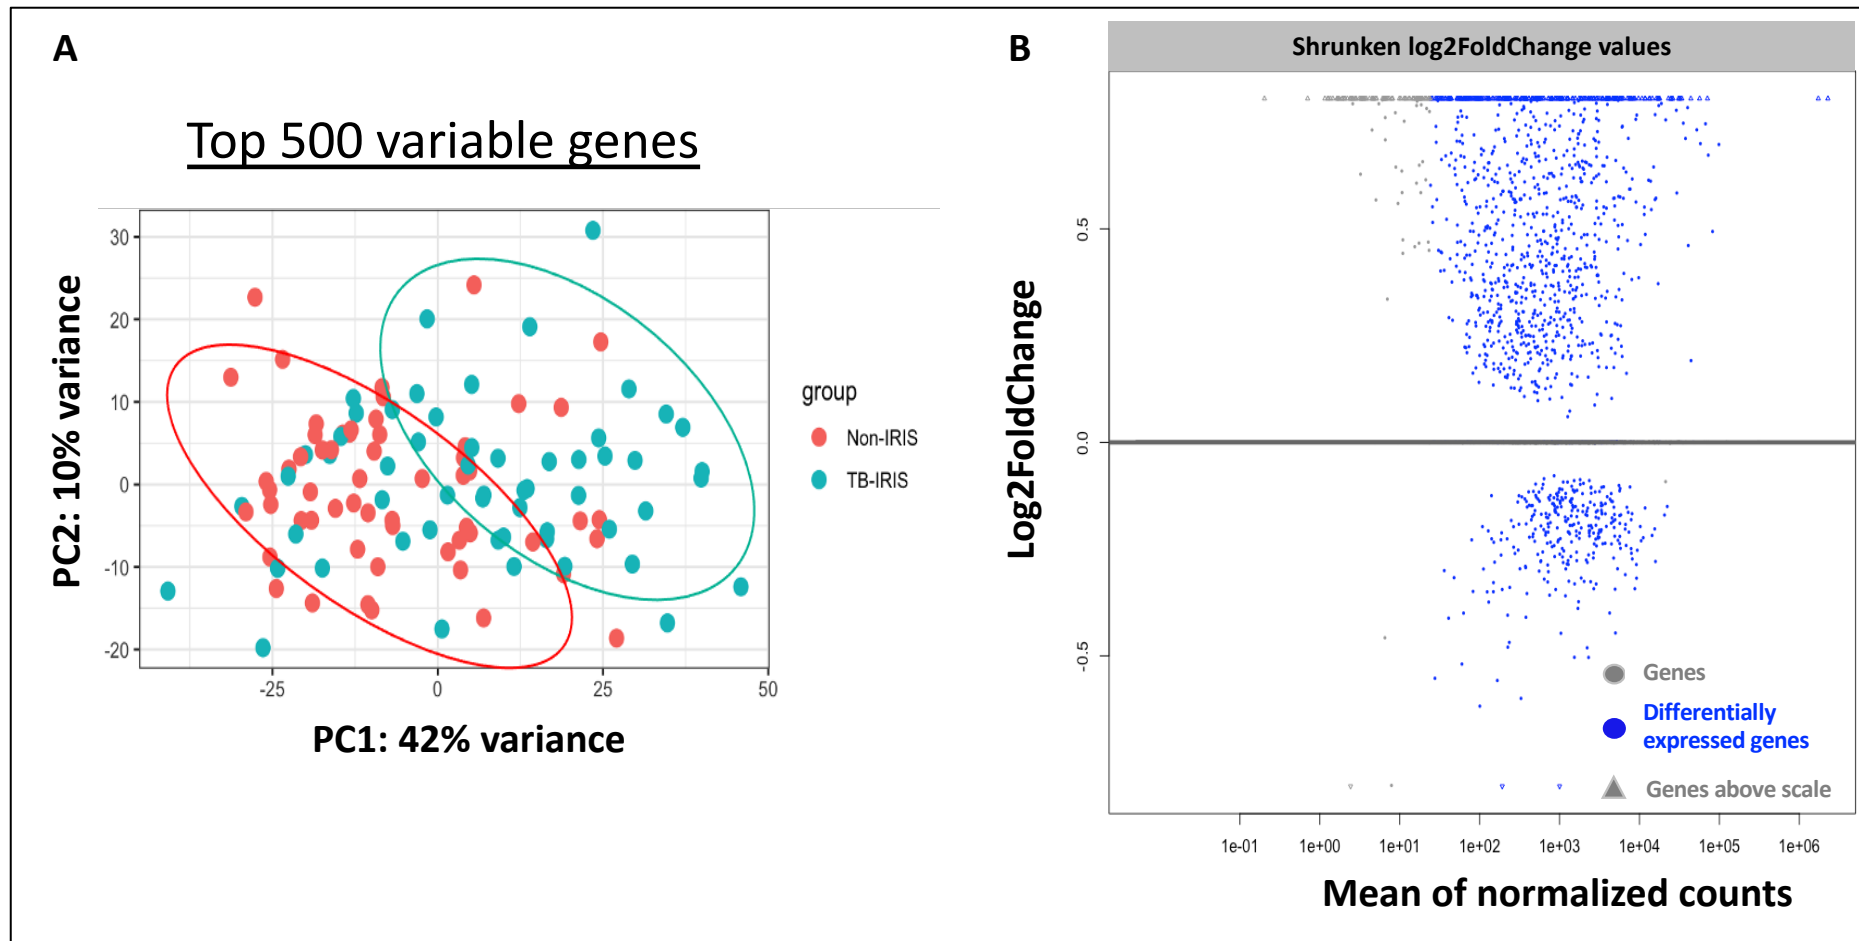 A
Top 500 variable genes
PC2: 10% variance
30
20
10
0
-10
-20
-25
0
25
50
PC1: 42% variance
group
Non-IRIS
TB-IRIS
B
Shrunken log2FoldChange values
Log2FoldChange
0.5
0.0
-0.5
Genes
Differentially
expressed genes
Genes above scale
1e-01
1e+00
1e+01
1e+02
1e+03
1e+04
1e+05
1e+06
Mean of normalized counts